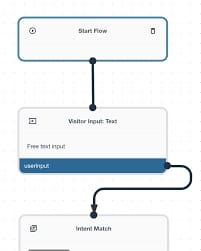 Start Flow
Visitor Input: Text
Free text input
userInput
Intent Match